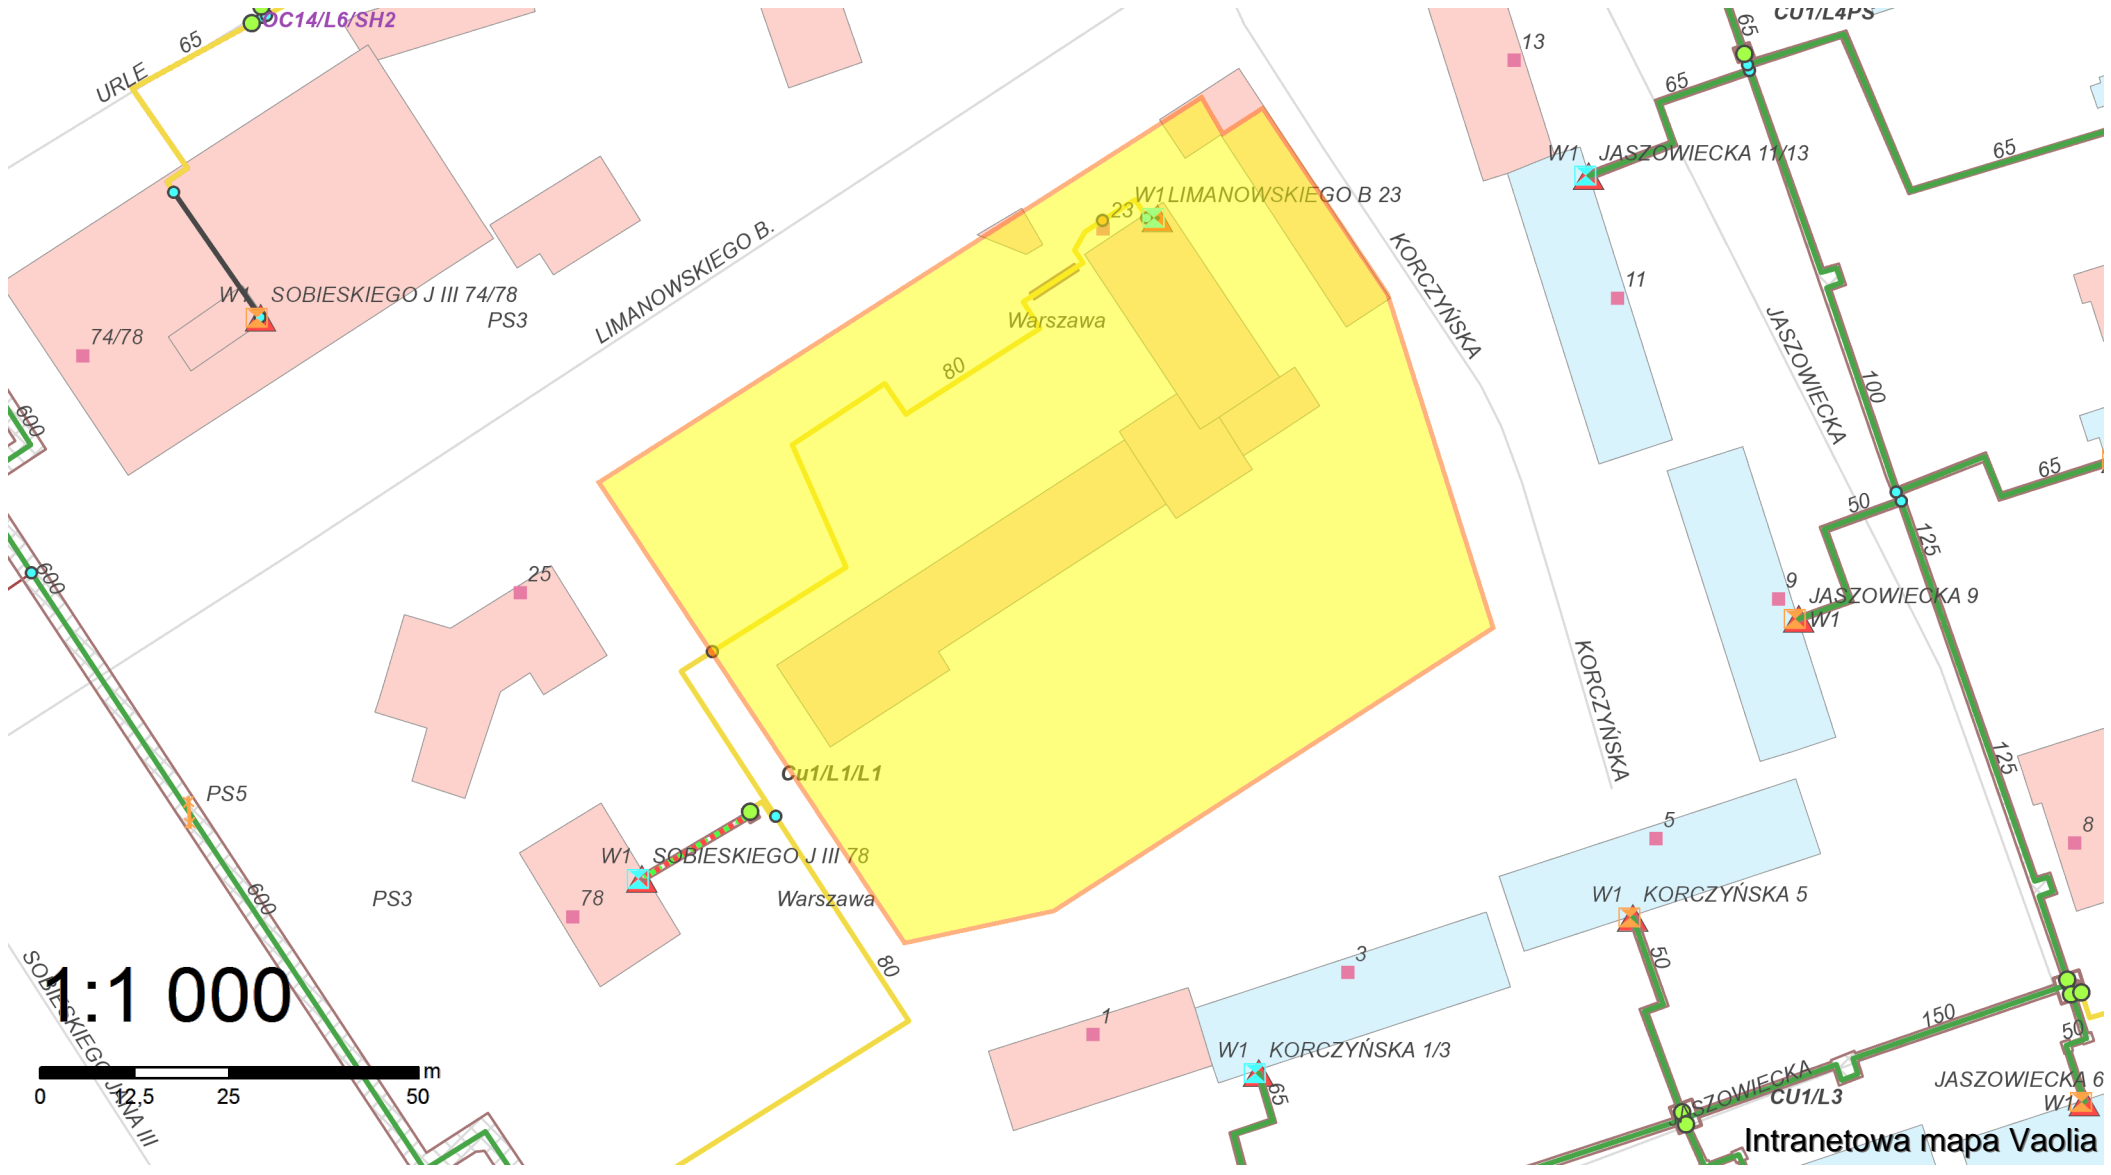 OC14/L6/SH2
CU1/L4PS
65
65
13
URLE
65
W1 JASZOWIECKA 11/13
65
W1 LIMANOWSKIEGO B 23
23
LIMANOWSKIEGO B.
KORCZYŃSKA
11
W1 SOBIESKIEGO J III 74/78
PS3
Warszawa
74/78
JASZOWIECKA
80
100
600
65
50
125
600
25
9
JASZOWIECKA 9
W1
KORCZYŃSKA
125
Cu1/L1/L1
PS5
5
8
W1 SOBIESKIEGO J III 78
600
PS3
78
Warszawa
W1 KORCZYŃSKA 5
80
3
50
SOBIESKIEGO JANA III
1:1 000
1
150
50
W1 KORCZYŃSKA 1/3
65
JASZOWIECKA
CU1/L3
JASZOWIECKA 6
W1
m
0 12,5 25 50
Intranetowa mapa Vaolia